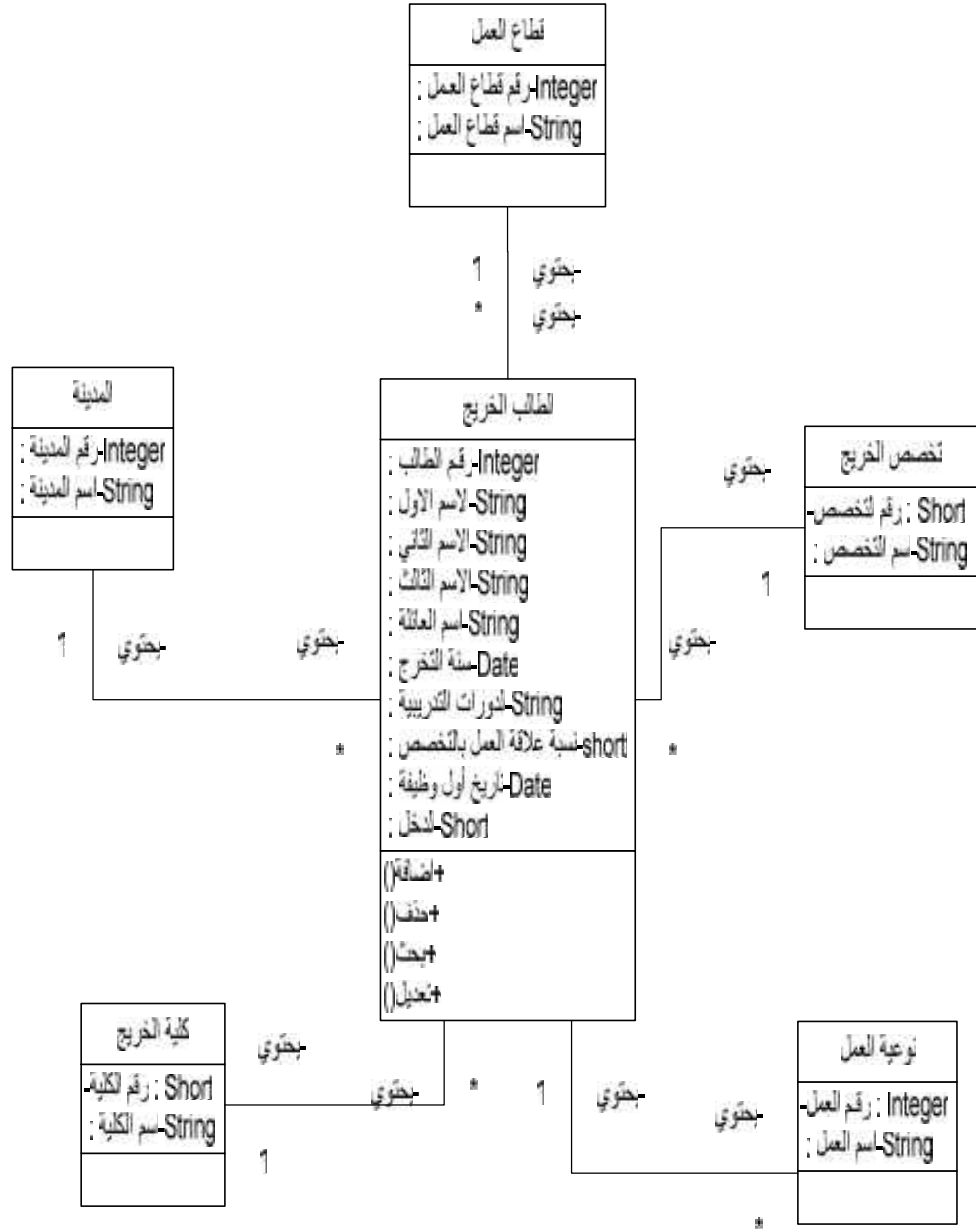 قطاع العمل
-رقم قطاع العمل : Integer
-اسم قطاع العمل : String
1
-يحتوي
*
-يحتوي
المدينة
-رقم المدينة : Integer
-اسم المدينة : String
1
-يحتوي
-يحتوي
*
الطالب الخريج
-رقم الطالب : Integer
-الاسم الاول : String
-الاسم الثاني : String
-الاسم الثالث : String
-اسم العائلة : String
-سنة التخرج : Date
-الدورات التدريبية : String
-نسبة علاقة العمل بالتخصص : short
-تاريخ أول وظيفة : Date
-الدخل : Short
+اضافة()
+حذف()
+بحث()
+تعديل()
تخصص الخريج
-رقم التخصص : Short
-اسم التخصص : String
-يحتوي
1
-يحتوي
*
كلية الخريج
-رقم الكلية : Short
-اسم الكلية : String
-يحتوي
1
-يحتوي
*
نوعية العمل
-رقم العمل : Integer
-اسم العمل : String
1
-يحتوي
-يحتوي
*